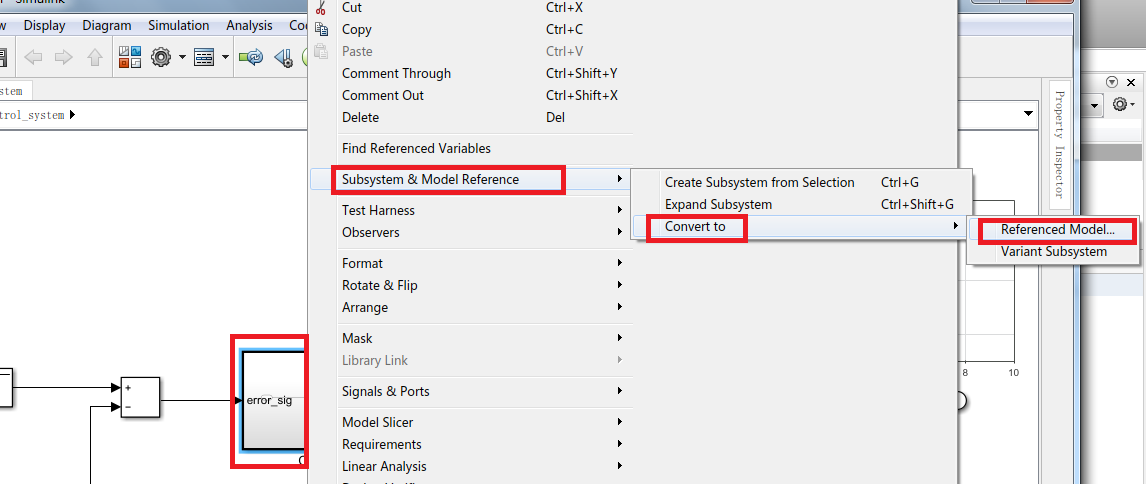 Simulink
Display Diagram Simulation Analysis
Cut Ctrl+X
Copy Ctrl+C
Paste Ctrl+V
Comment Through Ctrl+Shift+Y
Comment Out Ctrl+Shift+X
Delete Del
Find Referenced Variables
Subsystem & Model Reference
Create Subsystem from Selection Ctrl+G
Expand Subsystem Ctrl+Shift+G
Convert to
Referenced Model...
Variant Subsystem
Test Harness
Observers
Format
Rotate & Flip
Arrange
Mask
Library Link
Signals & Ports
Model Slicer
Requirements
Linear Analysis
stem
trol_system
Property Inspector
+
−
error_sig
8 10